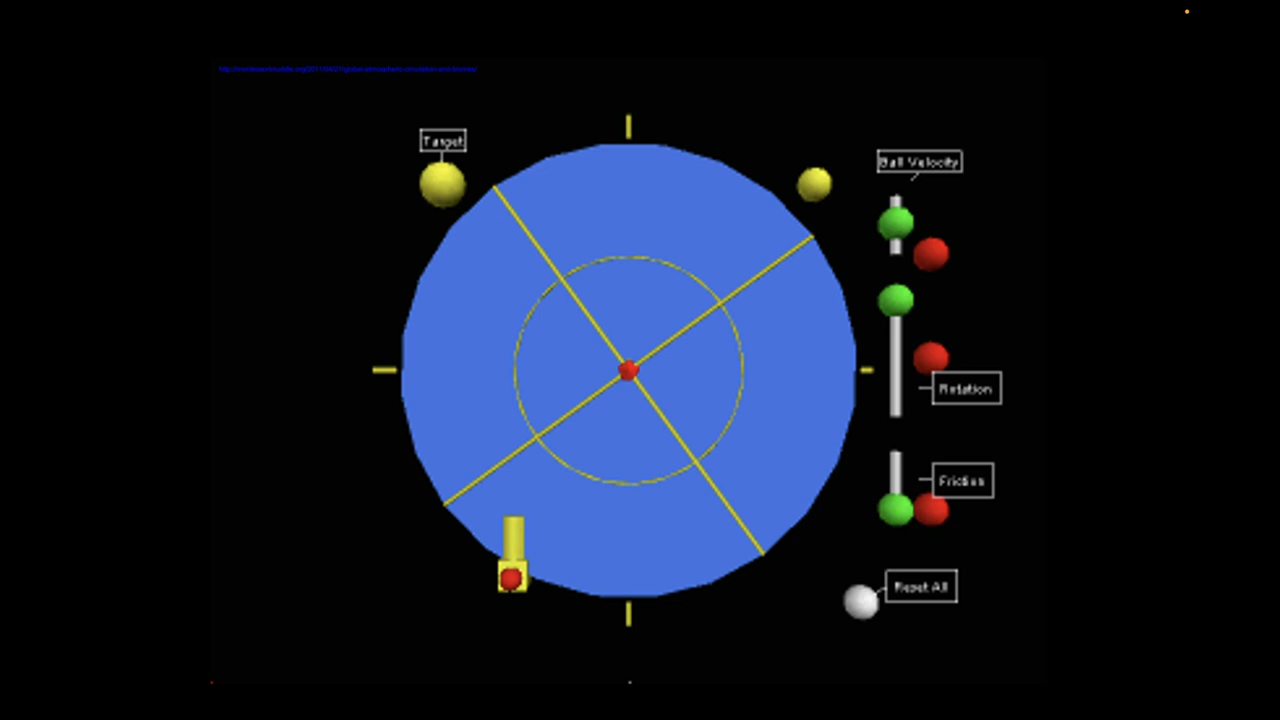 Target
Ball Velocity
Rotation
Friction
Reset All